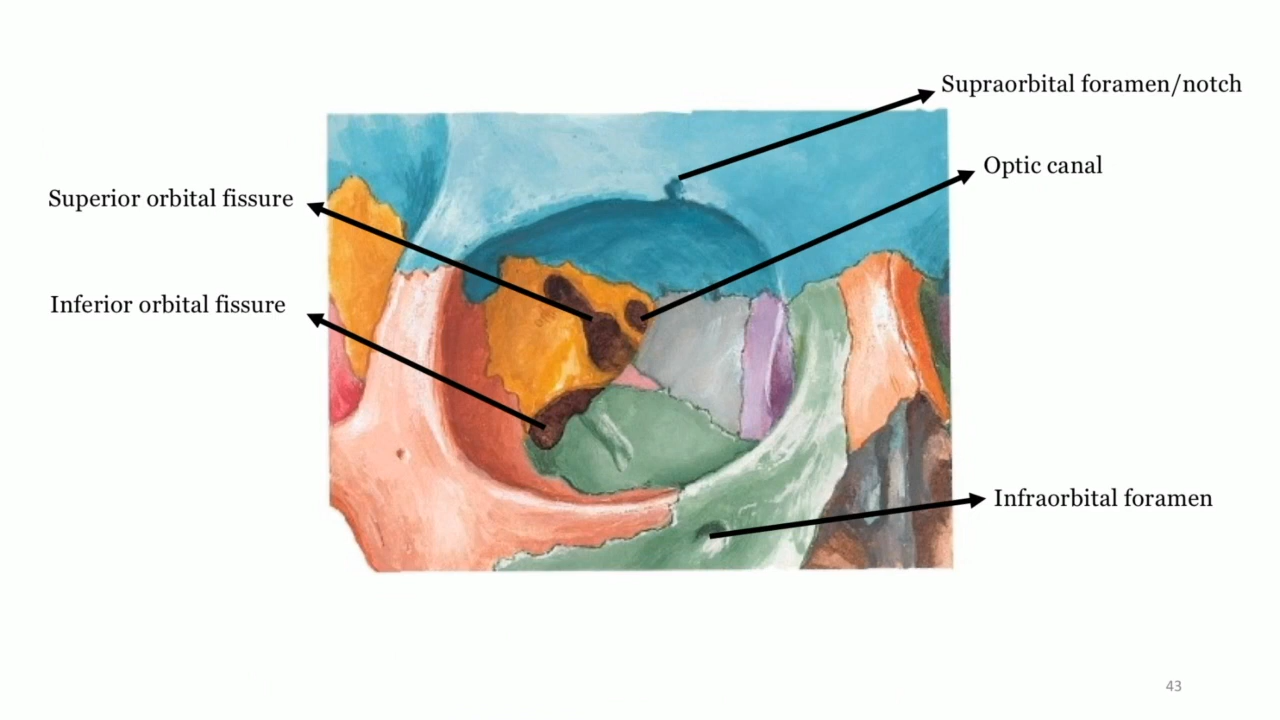 Supraorbital foramen/notch
Optic canal
Superior orbital fissure
Inferior orbital fissure
Infraorbital foramen
43